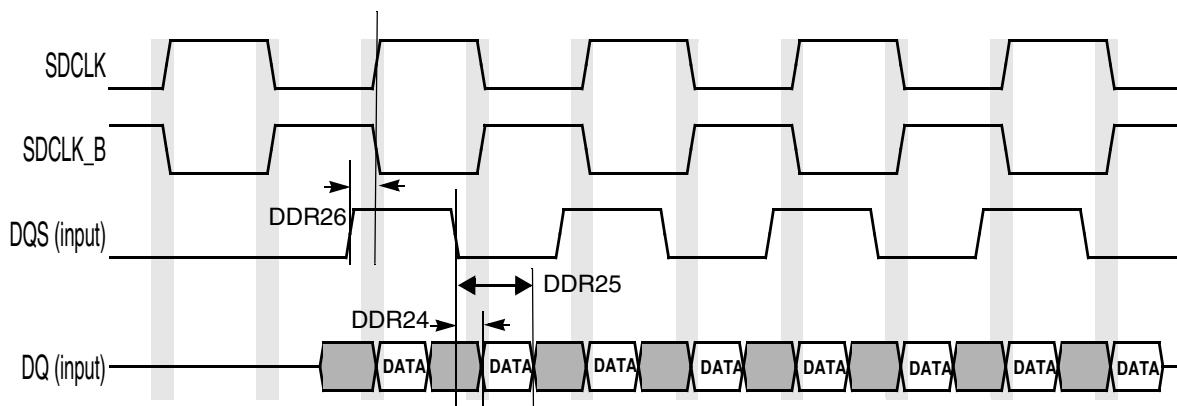 SDCLK
SDCLK_B
DDR26
DQS (input)
DDR25
DDR24
DQ (input) DATA DATA DATA DATA DATA DATA DATA DATA